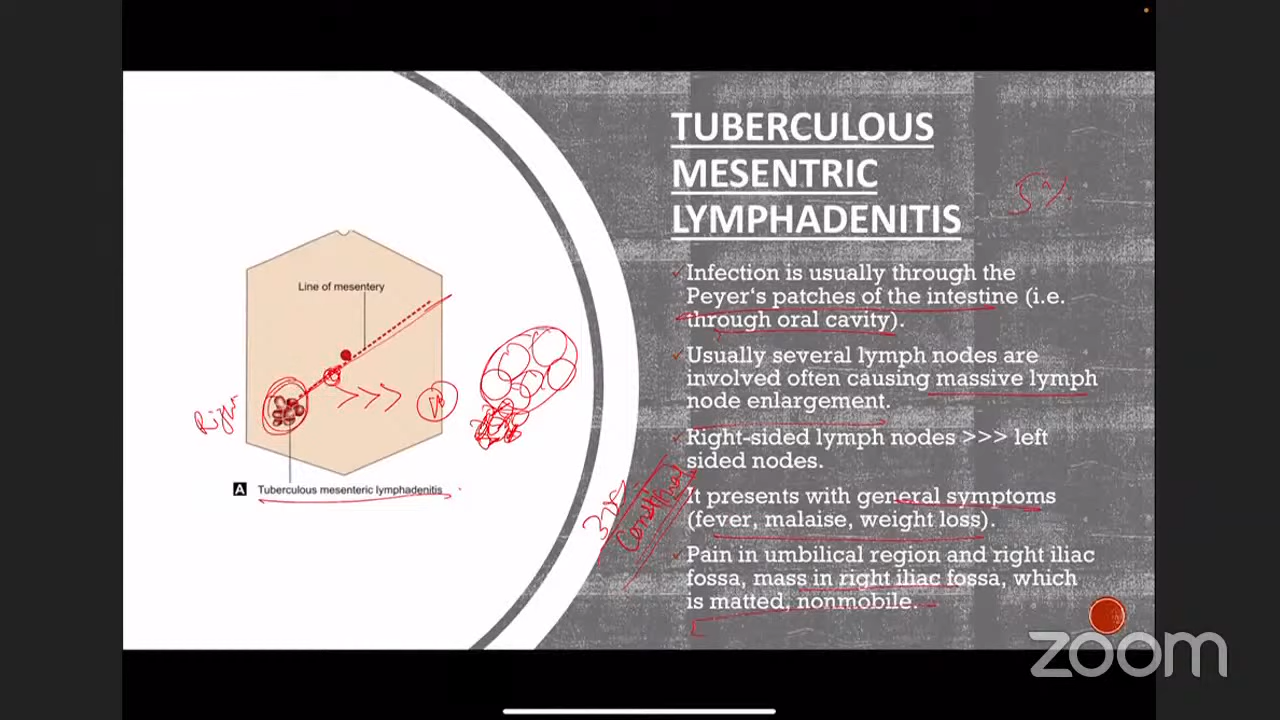 TUBERCULOUS
MESENTRIC
LYMPHADENITIS
5%
Infection is usually through the
Peyer's patches of the intestine (i.e.
through oral cavity).
Usually several lymph nodes are
involved often causing massive lymph
node enlargement.
Right-sided lymph nodes >>> left
sided nodes.
It presents with general symptoms
(fever, malaise, weight loss).
Pain in umbilical region and right iliac
fossa, mass in right iliac fossa, which
is matted, nonmobile.
Line of mesentery
>>>
A Tuberculous mesenteric lymphadenitis
zoom